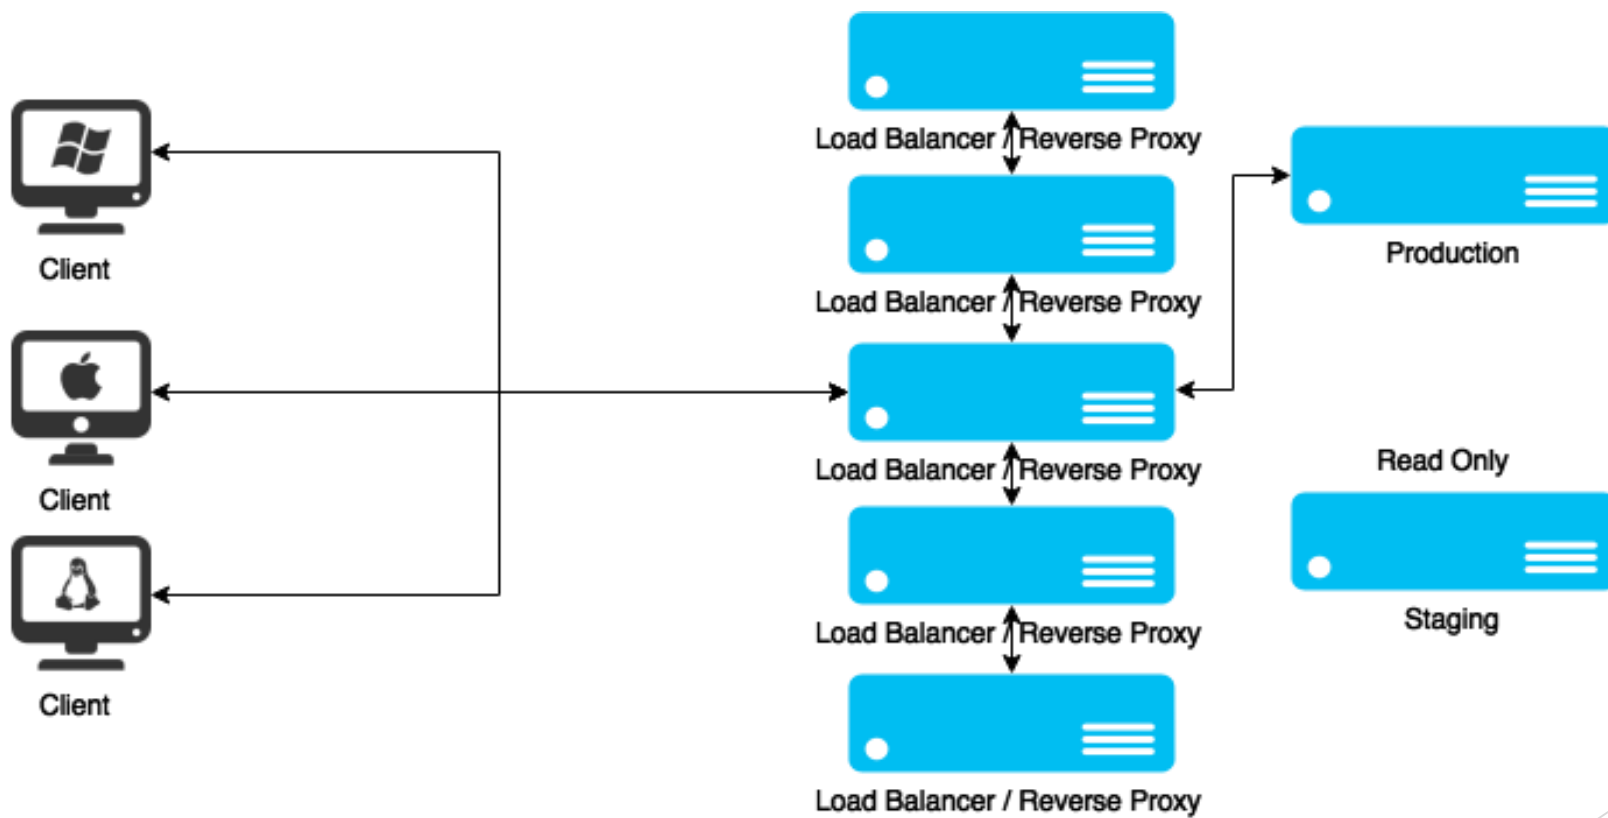 Client
Client
Client
Load Balancer / Reverse Proxy
Load Balancer / Reverse Proxy
Load Balancer / Reverse Proxy
Load Balancer / Reverse Proxy
Load Balancer / Reverse Proxy
Production
Read Only
Staging